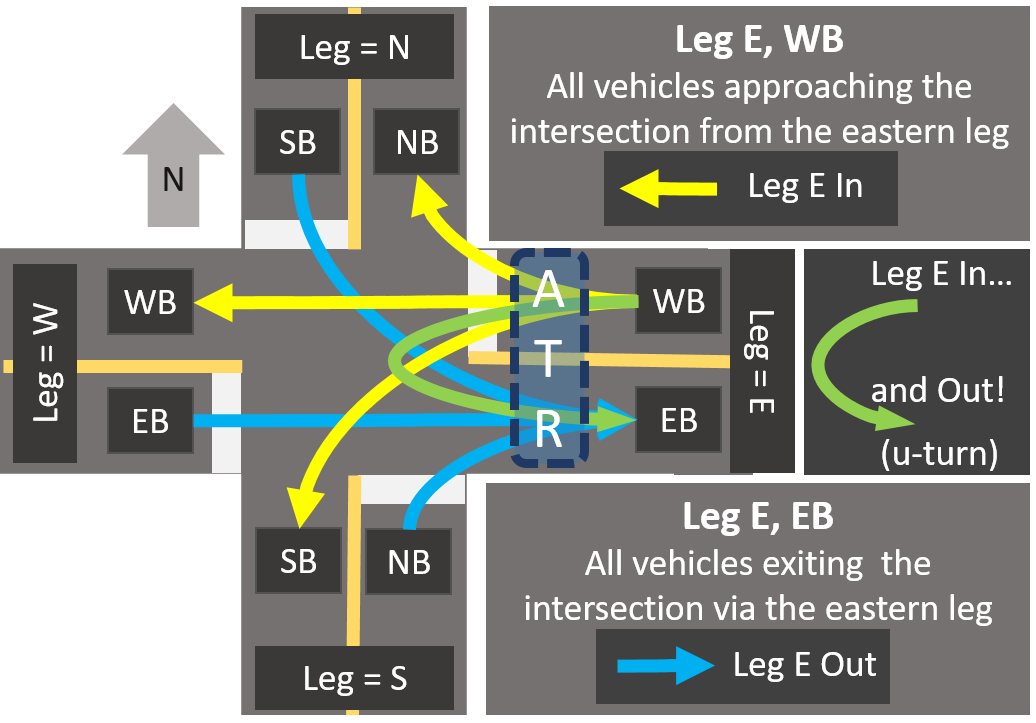 Leg = N
Leg E, WB
All vehicles approaching the
intersection from the eastern leg
Leg E In
SB
NB
N
WB
A
WB
Leg E In...
Leg = W
T
Leg = E
and Out!
EB
R
EB
(u-turn)
Leg E, EB
All vehicles exiting the
intersection via the eastern leg
SB
NB
Leg = S
Leg E Out